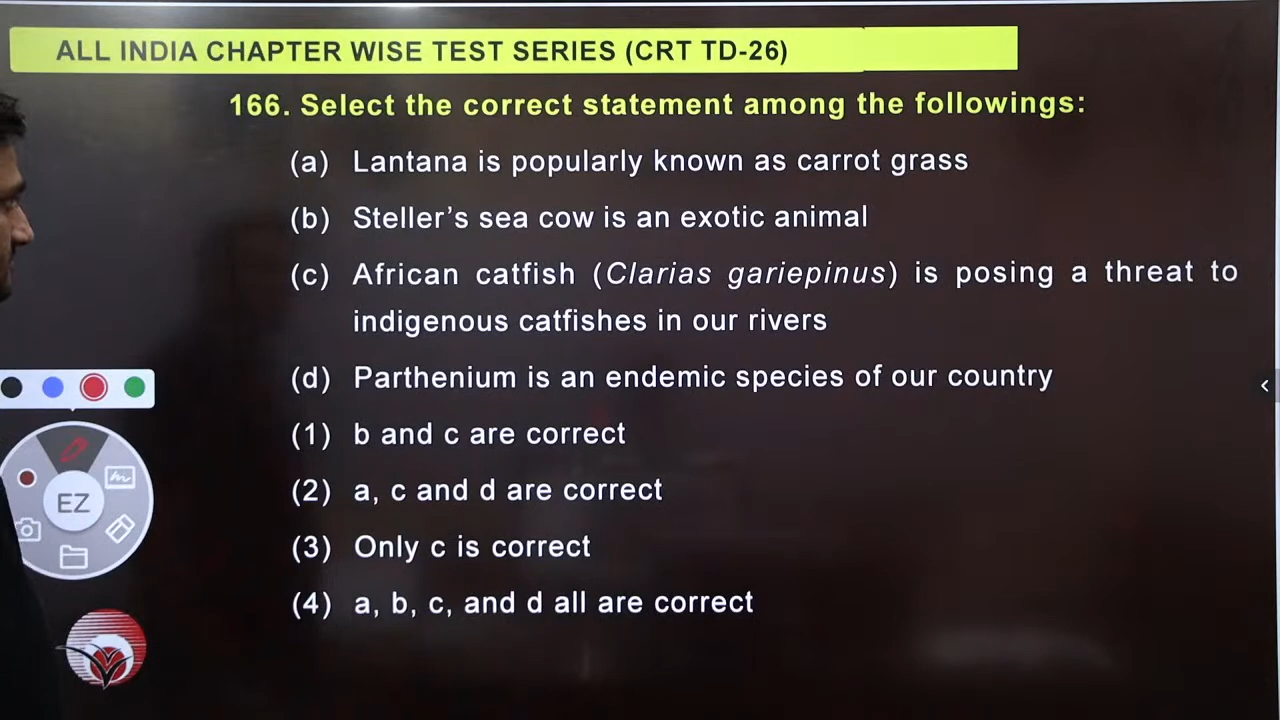 ALL INDIA CHAPTER WISE TEST SERIES (CRT TD-26)
166. Select the correct statement among the followings:
(a) Lantana is popularly known as carrot grass
(b) Steller's sea cow is an exotic animal
(c) African catfish (Clarias gariepinus) is posing a threat to
indigenous catfishes in our rivers
(d) Parthenium is an endemic species of our country
(1) b and c are correct
(2) a, c and d are correct
(3) Only c is correct
(4) a, b, c, and d all are correct
EZ